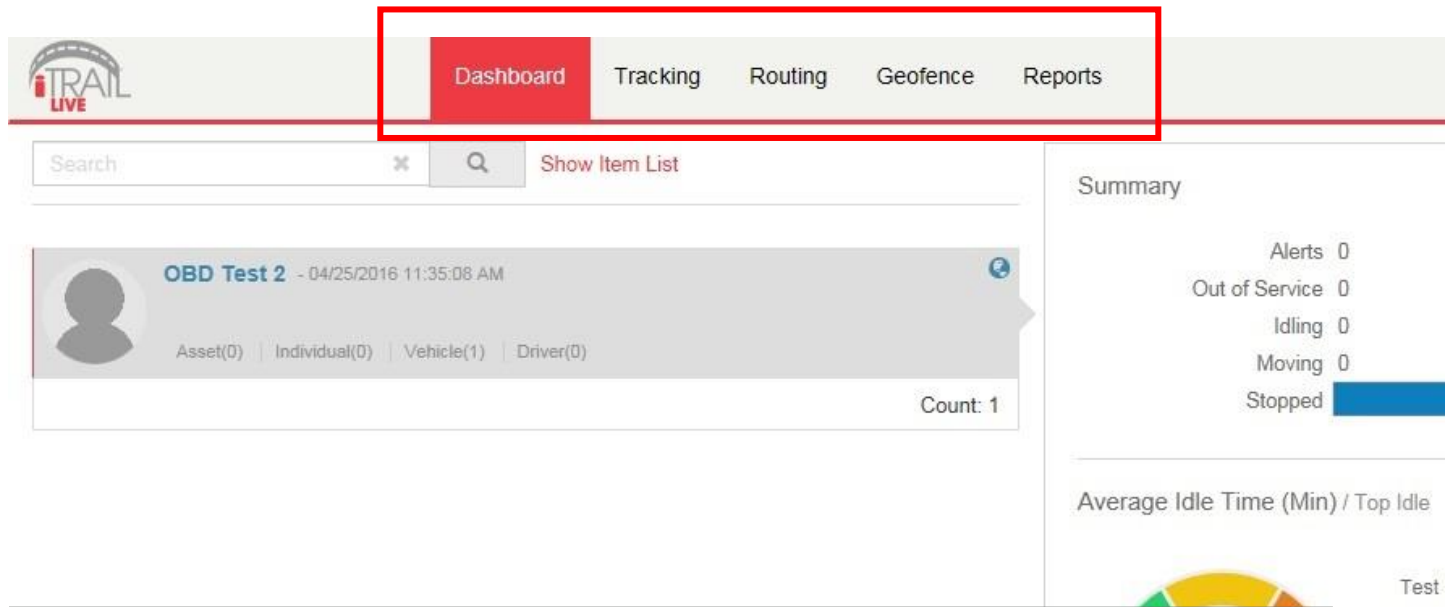 iTRAIL
LIVE
Dashboard Tracking Routing Geofence Reports
Search
Show Item List
OBD Test 2 - 04/25/2016 11:35:08 AM
Asset(0) Individual(0) Vehicle(1) Driver(0)
Count: 1
Summary
Alerts 0
Out of Service 0
Idling 0
Moving 0
Stopped
Average Idle Time (Min) / Top Idle
Test